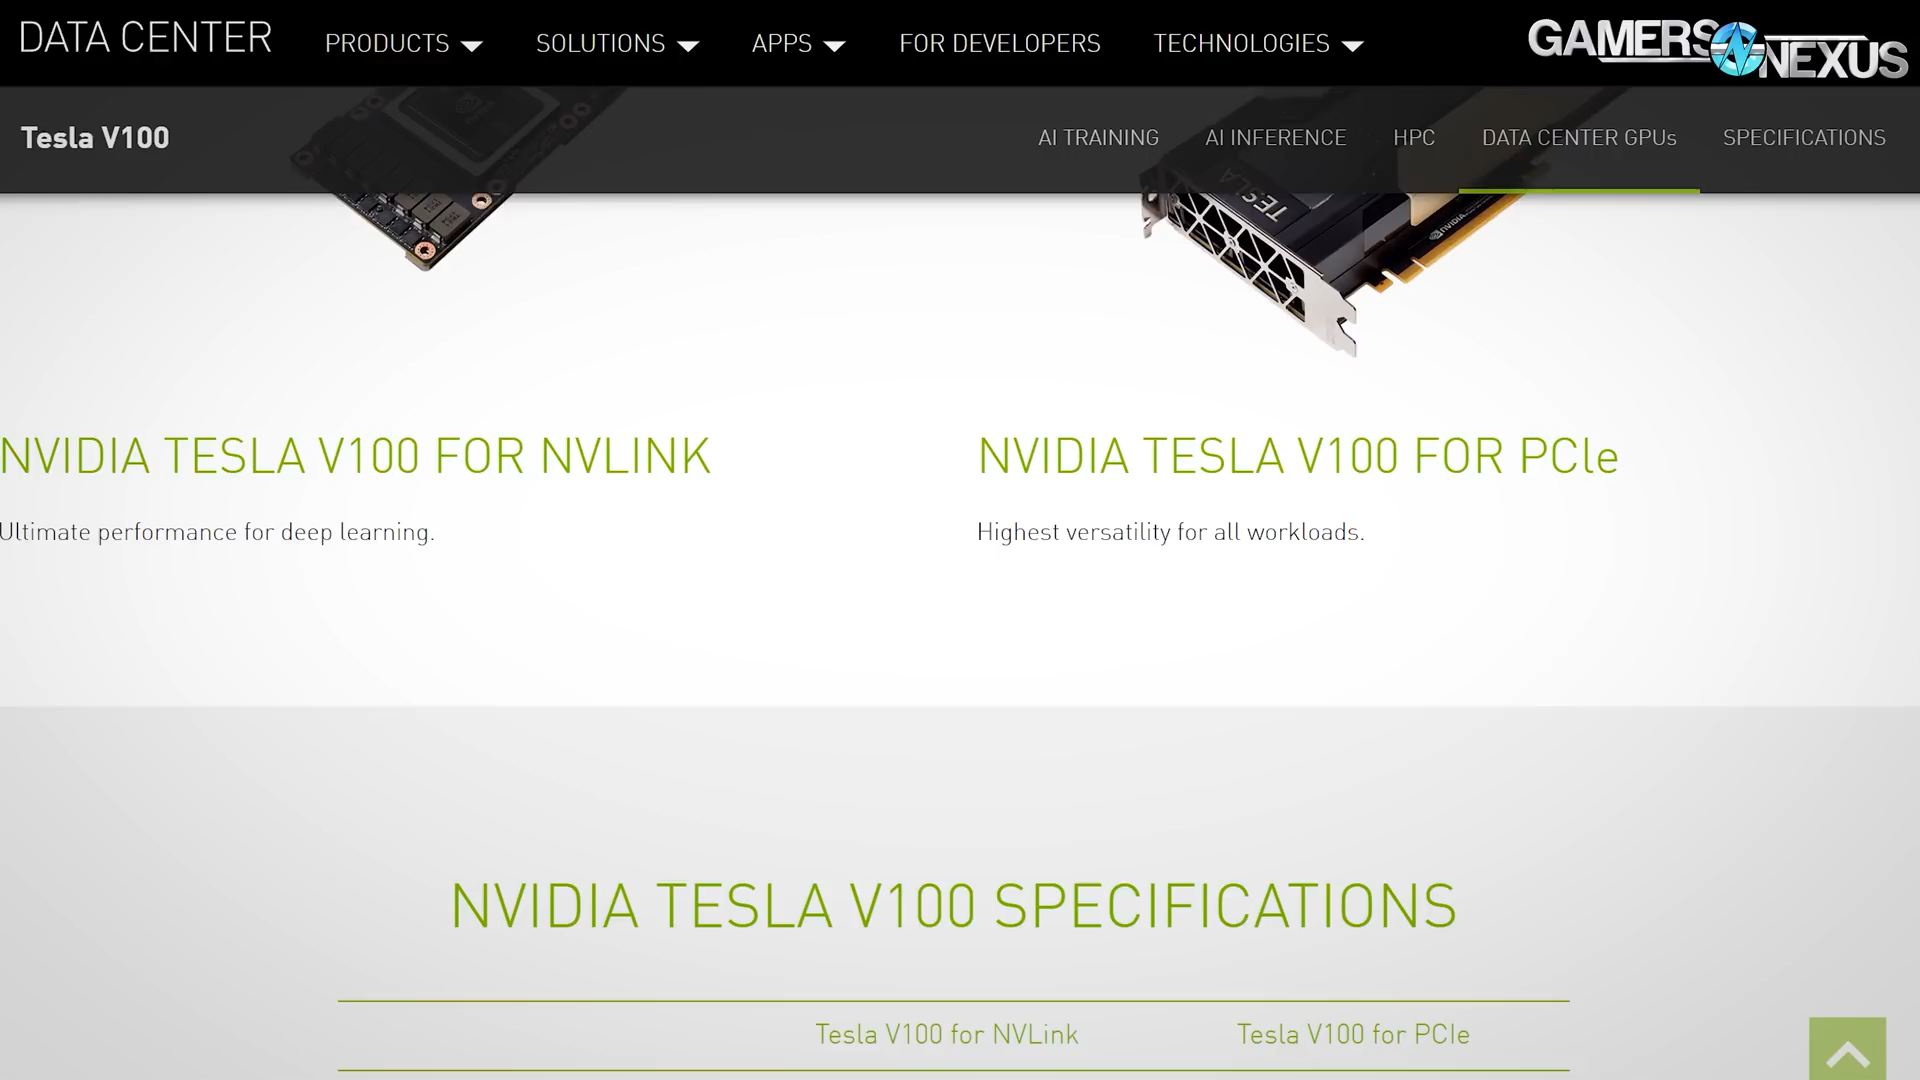 DATA CENTER PRODUCTS SOLUTIONS APPS FOR DEVELOPERS TECHNOLOGIES GAMERS NEXUS
Tesla V100 AI TRAINING AI INFERENCE HPC DATA CENTER GPUs SPECIFICATIONS
TESLA
NVIDIA
NVIDIA TESLA V100 FOR NVLINK
Ultimate performance for deep learning.
NVIDIA TESLA V100 FOR PCIe
Highest versatility for all workloads.
NVIDIA TESLA V100 SPECIFICATIONS
Tesla V100 for NVLink Tesla V100 for PCIe